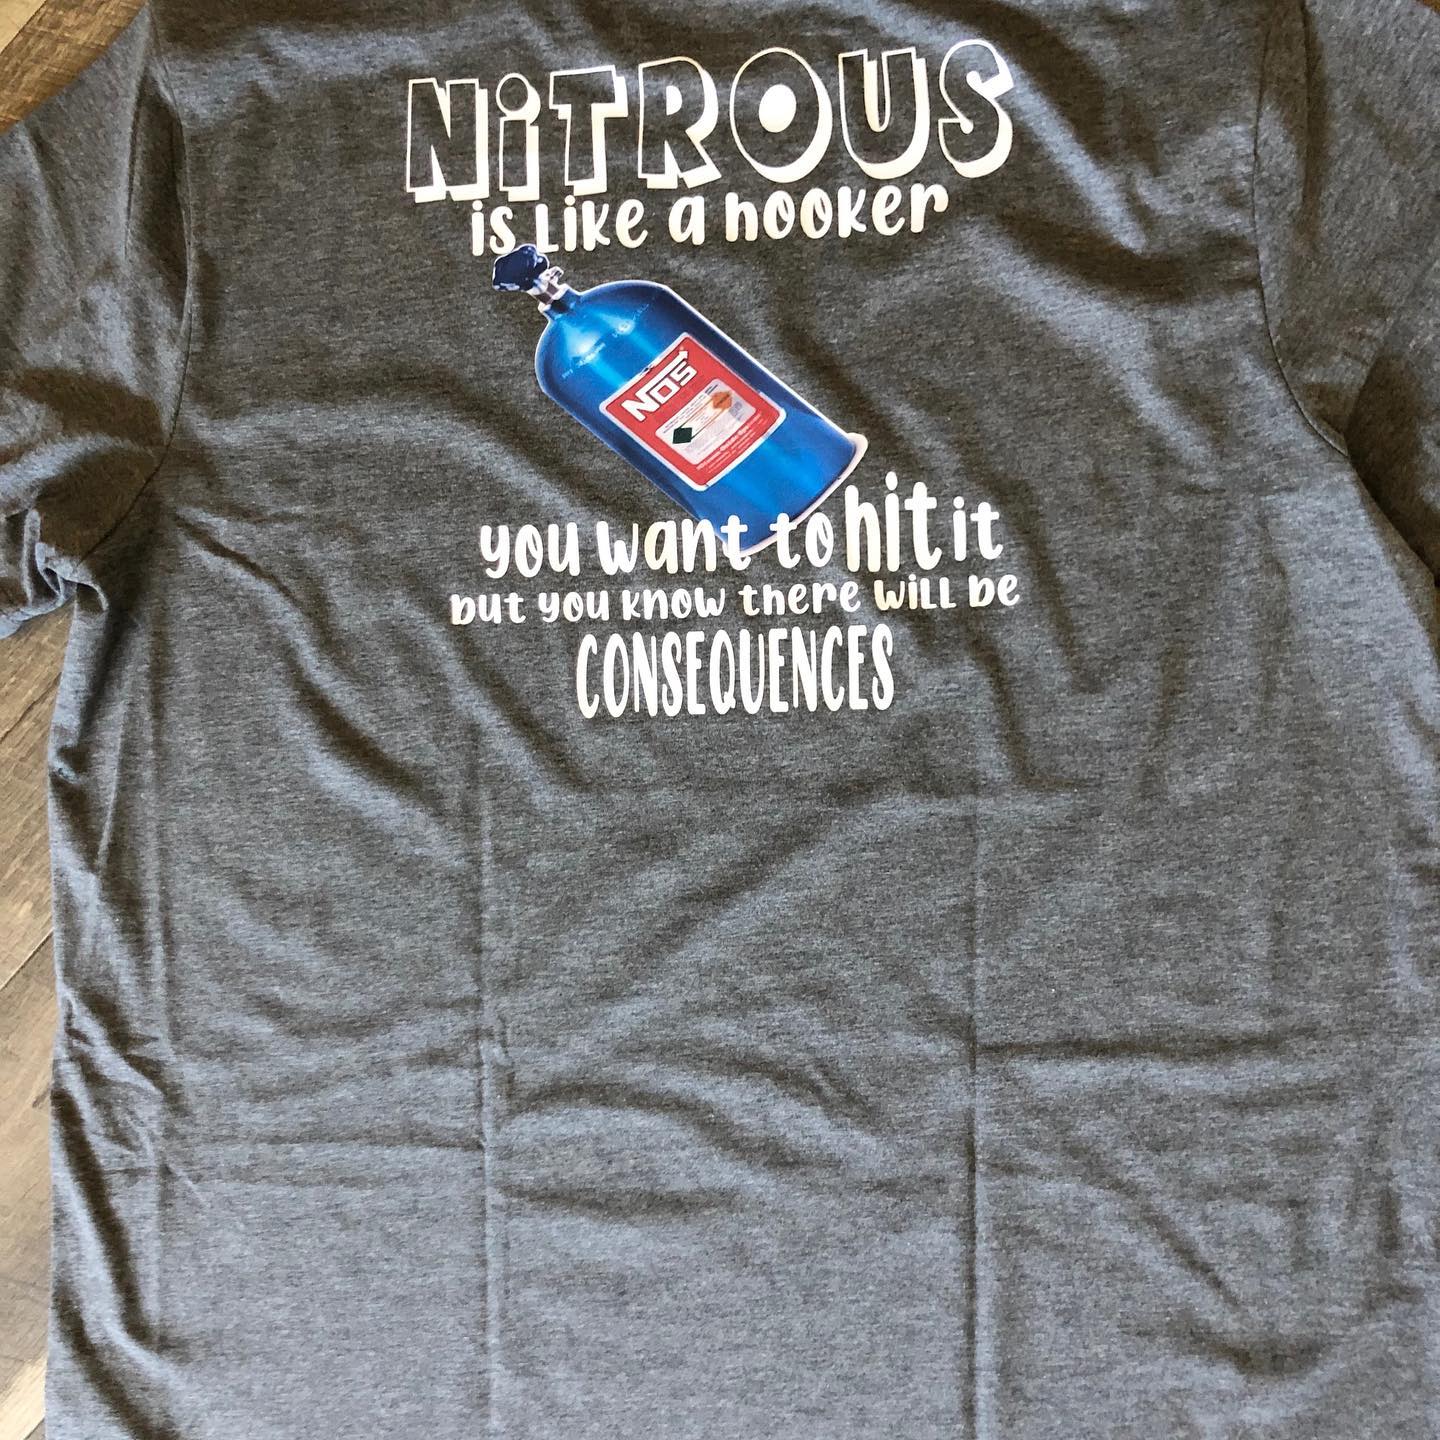 NiTROUS
is Like a hooker
NOS
you want to hit it
but you know there will be
CONSEQUENCES